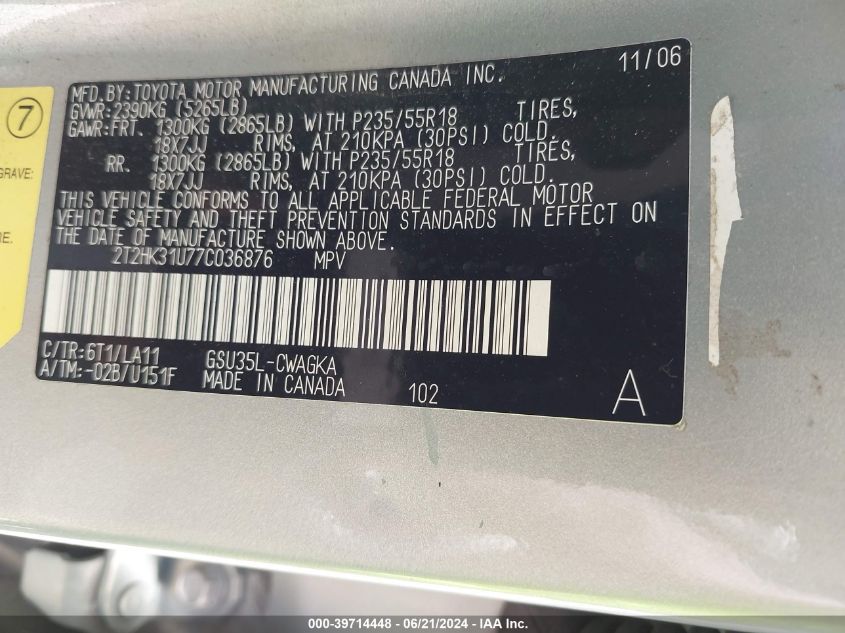 7
GRAVE:
RE:
11/06
MFD.BY:TOYOTA MOTOR MANUFACTURING CANADA INC.
GVWR:2390KG (5265LB)
GAWR:FRT. 1300KG (2865LB) WITH P235/55R18 TIRES,
18X7JJ RIMS, AT 210KPA (30PSI) COLD.
RR. 1300KG (2865LB) WITH P235/55R18 TIRES,
18X7JJ RIMS, AT 210KPA (30PSI) COLD.
THIS VEHICLE CONFORMS TO ALL APPLICABLE FEDERAL MOTOR
VEHICLE SAFETY AND THEFT PREVENTION STANDARDS IN EFFECT ON
THE DATE OF MANUFACTURE SHOWN ABOVE.
2T2HK31U77C036876 MPV
C/TR:6T1/LA11 GSU35L-CWAGKA
A/TM:-02B/U151F MADE IN CANADA 102
A
000-39714448 - 06/21/2024 - IAA Inc.